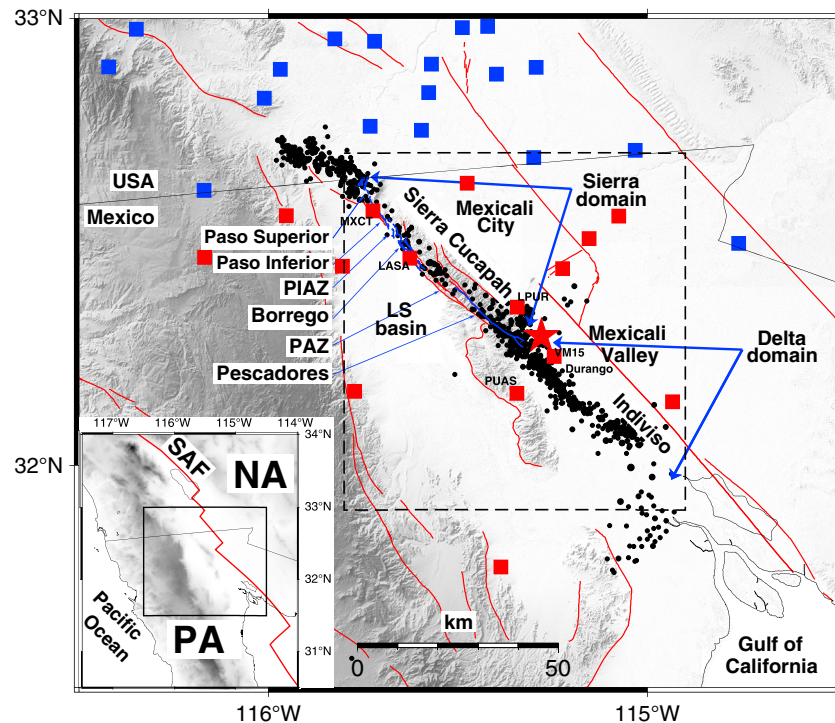 33°N
USA
Mexico
Sierra
domain
Mexicali
City
MXCT
Sierra Cucapah
Paso Superior
Paso Inferior
PIAZ
Borrego
PAZ
Pescadores
LASA
LS
basin
LPUR
Mexicali
Valley
Delta
domain
VM15
Durango
PUAS
Indiviso
32°N
117°W
116°W
115°W
114°W
34°N
33°N
32°N
31°N
SAF
NA
PA
Pacific
Ocean
km
0
50
Gulf of
California
116°W
115°W